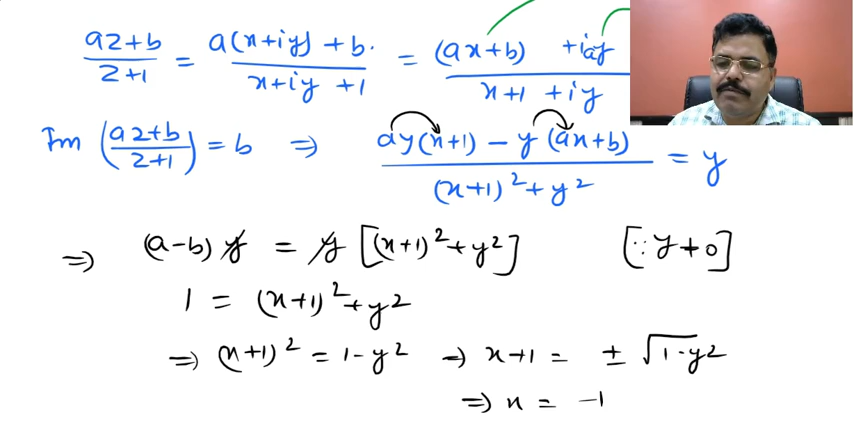 az+b/z+1 = a(x+iy)+b/x+iy+1 = (ax+b) +iay/x+1+iy
Im (az+b/z+1) = b ⇒ ay(x+1) - y(ax+b)/(x+1)²+y² = y
⇒ (a-b) y = y [(x+1)²+y²] [∵ y ≠ 0]
1 = (x+1)²+y²
⇒ (x+1)² = 1-y² ⇒ x+1 = ± √1-y²
⇒ x = -1